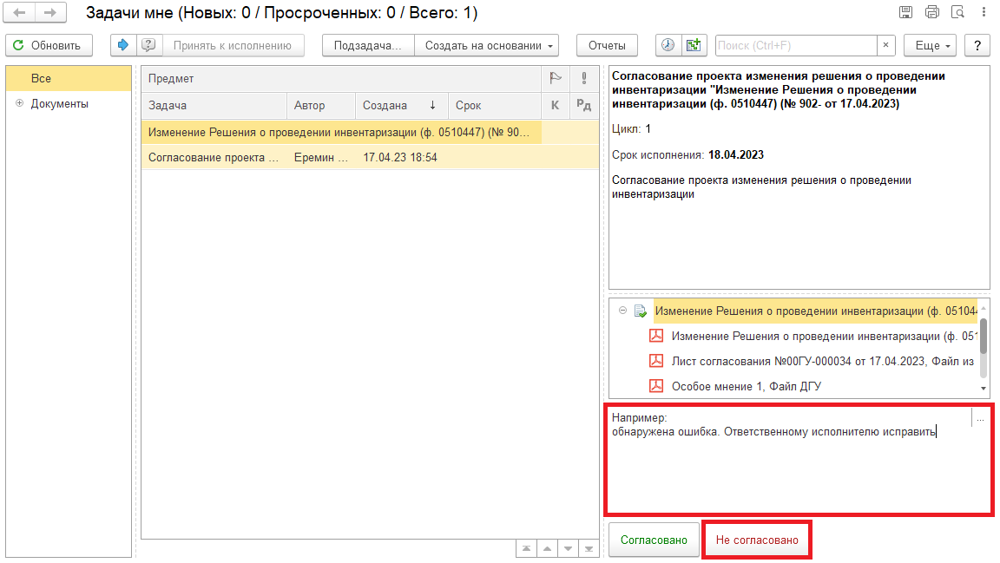 Задачи мне (Новых: 0 / Просроченных: 0 / Всего: 1)
Обновить
Принять к исполнению
Подзадача...
Создать на основании
Отчеты
Поиск (Ctrl+F)
×
Еще
?
Все
Документы
Предмет
Задача
Автор
Создана ↓
Срок
К
Рд
Изменение Решения о проведении инвентаризации (ф. 0510447) (№ 90...
Согласование проекта ...
Еремин ...
17.04.23 18:54
Согласование проекта изменения решения о проведении
инвентаризации "Изменение Решения о проведении
инвентаризации (ф. 0510447) (№ 902- от 17.04.2023)
Цикл: 1
Срок исполнения: 18.04.2023
Согласование проекта изменения решения о проведении
инвентаризации
Изменение Решения о проведении инвентаризации (ф. 05104
Изменение Решения о проведении инвентаризации (ф. 051
Лист согласования №00ГУ-000034 от 17.04.2023, Файл из
Особое мнение 1, Файл ДГУ
Например:
...
обнаружена ошибка. Ответственному исполнителю исправить
Согласовано
Не согласовано